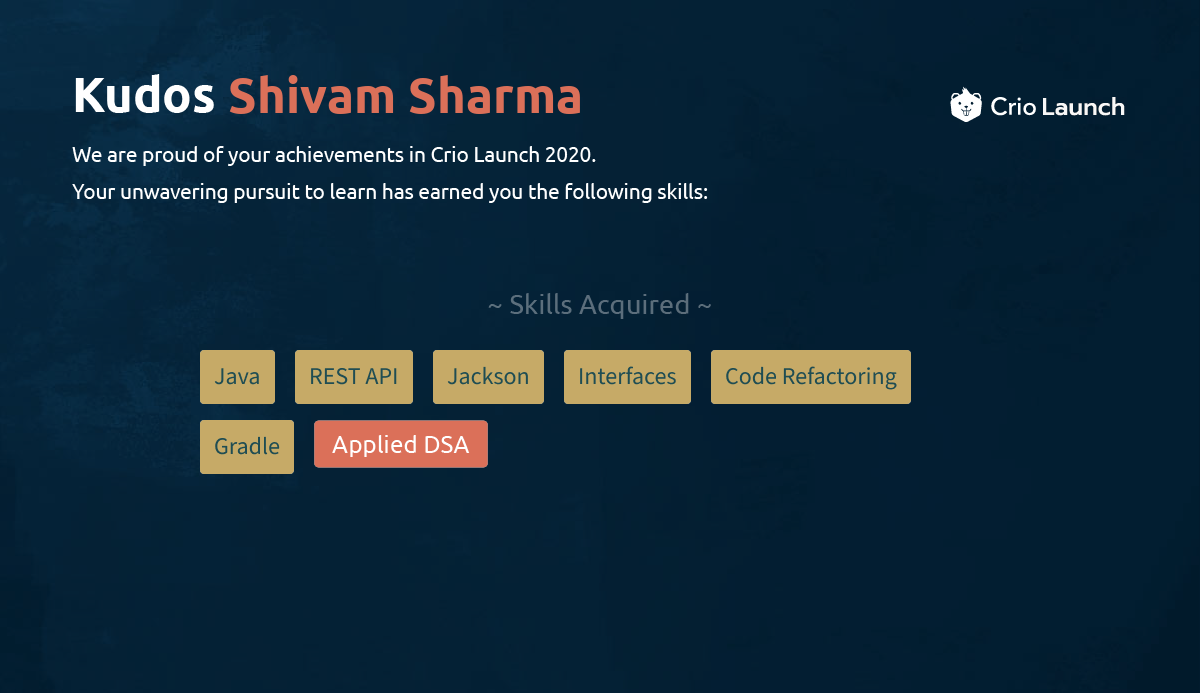 Kudos Shivam Sharma
Crio Launch
We are proud of your achievements in Crio Launch 2020.
Your unwavering pursuit to learn has earned you the following skills:
~ Skills Acquired ~
Java REST API Jackson Interfaces Code Refactoring
Gradle Applied DSA